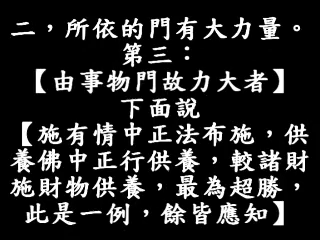 二，所依的門有大力量。
第三：
【由事物門故力大者】
下面說
【施有情中正法布施，供
養佛中正行供養，較諸財
施財物供養，最為超勝，
此是一例，餘皆應知】